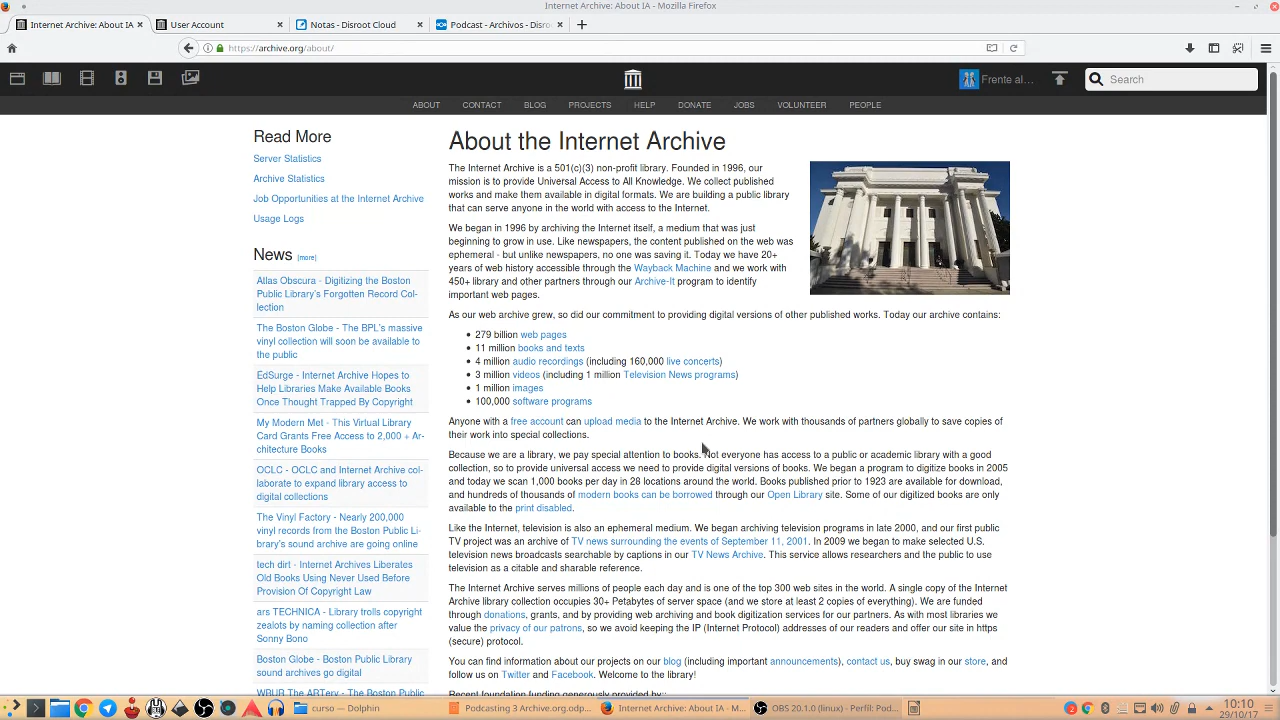 Internet Archive: About IA - Mozilla Firefox
Internet Archive: About IA
User Account
Notas - Disroot Cloud
Podcast - Archivos - Disro
https://archive.org/about/
Frente al...
Search
ABOUT
CONTACT
BLOG
PROJECTS
HELP
DONATE
JOBS
VOLUNTEER
PEOPLE
Read More
Server Statistics
Archive Statistics
Job Opportunities at the Internet Archive
Usage Logs
News [more]
Atlas Obscura - Digitizing the Boston
Public Library's Forgotten Record Col-
lection
The Boston Globe - The BPL's massive
vinyl collection will soon be available to
the public
EdSurge - Internet Archive Hopes to
Help Libraries Make Available Books
Once Thought Trapped By Copyright
My Modern Met - This Virtual Library
Card Grants Free Access to 2,000 + Ar-
chitecture Books
OCLC - OCLC and Internet Archive col-
laborate to expand library access to
digital collections
The Vinyl Factory - Nearly 200,000
vinyl records from the Boston Public Li-
brary's sound archive are going online
tech dirt - Internet Archives Liberates
Old Books Using Never Used Before
Provision Of Copyright Law
ars TECHNICA - Library trolls copyright
zealots by naming collection after
Sonny Bono
Boston Globe - Boston Public Library
sound archives go digital
WBUR The ARTery - The Boston Public
About the Internet Archive
The Internet Archive is a 501(c)(3) non-profit library. Founded in 1996, our
mission is to provide Universal Access to All Knowledge. We collect published
works and make them available in digital formats. We are building a public library
that can serve anyone in the world with access to the Internet.
We began in 1996 by archiving the Internet itself, a medium that was just
beginning to grow in use. Like newspapers, the content published on the web was
ephemeral - but unlike newspapers, no one was saving it. Today we have 20+
years of web history accessible through the Wayback Machine and we work with
450+ library and other partners through our Archive-It program to identify
important web pages.
As our web archive grew, so did our commitment to providing digital versions of other published works. Today our archive contains:
• 279 billion web pages
• 11 million books and texts
• 4 million audio recordings (including 160,000 live concerts)
• 3 million videos (including 1 million Television News programs)
• 1 million images
• 100,000 software programs
Anyone with a free account can upload media to the Internet Archive. We work with thousands of partners globally to save copies of
their work into special collections.
Because we are a library, we pay special attention to books. Not everyone has access to a public or academic library with a good
collection, so to provide universal access we need to provide digital versions of books. We began a program to digitize books in 2005
and today we scan 1,000 books per day in 28 locations around the world. Books published prior to 1923 are available for download,
and hundreds of thousands of modern books can be borrowed through our Open Library site. Some of our digitized books are only
available to the print disabled.
Like the Internet, television is also an ephemeral medium. We began archiving television programs in late 2000, and our first public
TV project was an archive of TV news surrounding the events of September 11, 2001. In 2009 we began to make selected U.S.
television news broadcasts searchable by captions in our TV News Archive. This service allows researchers and the public to use
television as a citable and sharable reference.
The Internet Archive serves millions of people each day and is one of the top 300 web sites in the world. A single copy of the Internet
Archive library collection occupies 30+ Petabytes of server space (and we store at least 2 copies of everything). We are funded
through donations, grants, and by providing web archiving and book digitization services for our partners. As with most libraries we
value the privacy of our patrons, so we avoid keeping the IP (Internet Protocol) addresses of our readers and offer our site in https
(secure) protocol.
You can find information about our projects on our blog (including important announcements), contact us, buy swag in our store, and
follow us on Twitter and Facebook. Welcome to the library!
Recent foundation funding generously provided by::
curso — Dolphin
Podcasting 3 Archive.org.odp...
Internet Archive: About IA - M...
OBS 20.1.0 (linux) - Perfil: Pod...
10:10
29/10/17